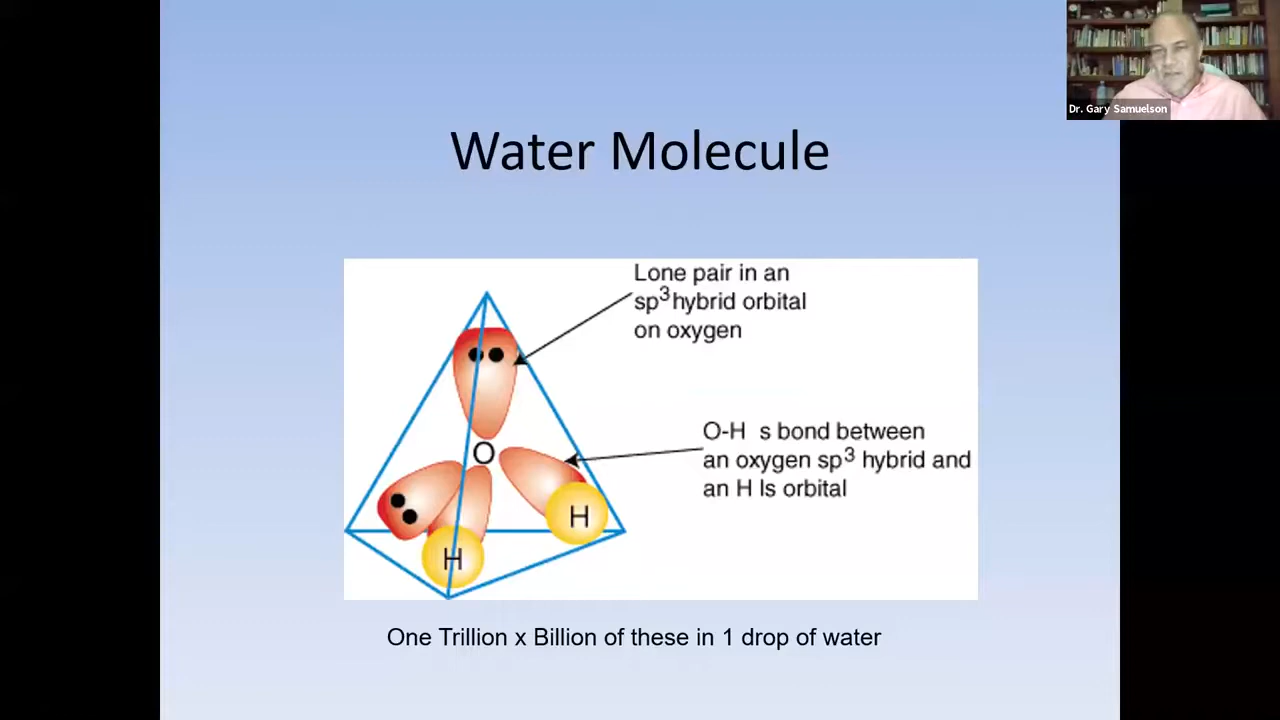 Dr. Gary Samuelson
Water Molecule
Lone pair in an
sp³ hybrid orbital
on oxygen
O
O-H s bond between
an oxygen sp³ hybrid and
an H ls orbital
H
H
One Trillion x Billion of these in 1 drop of water